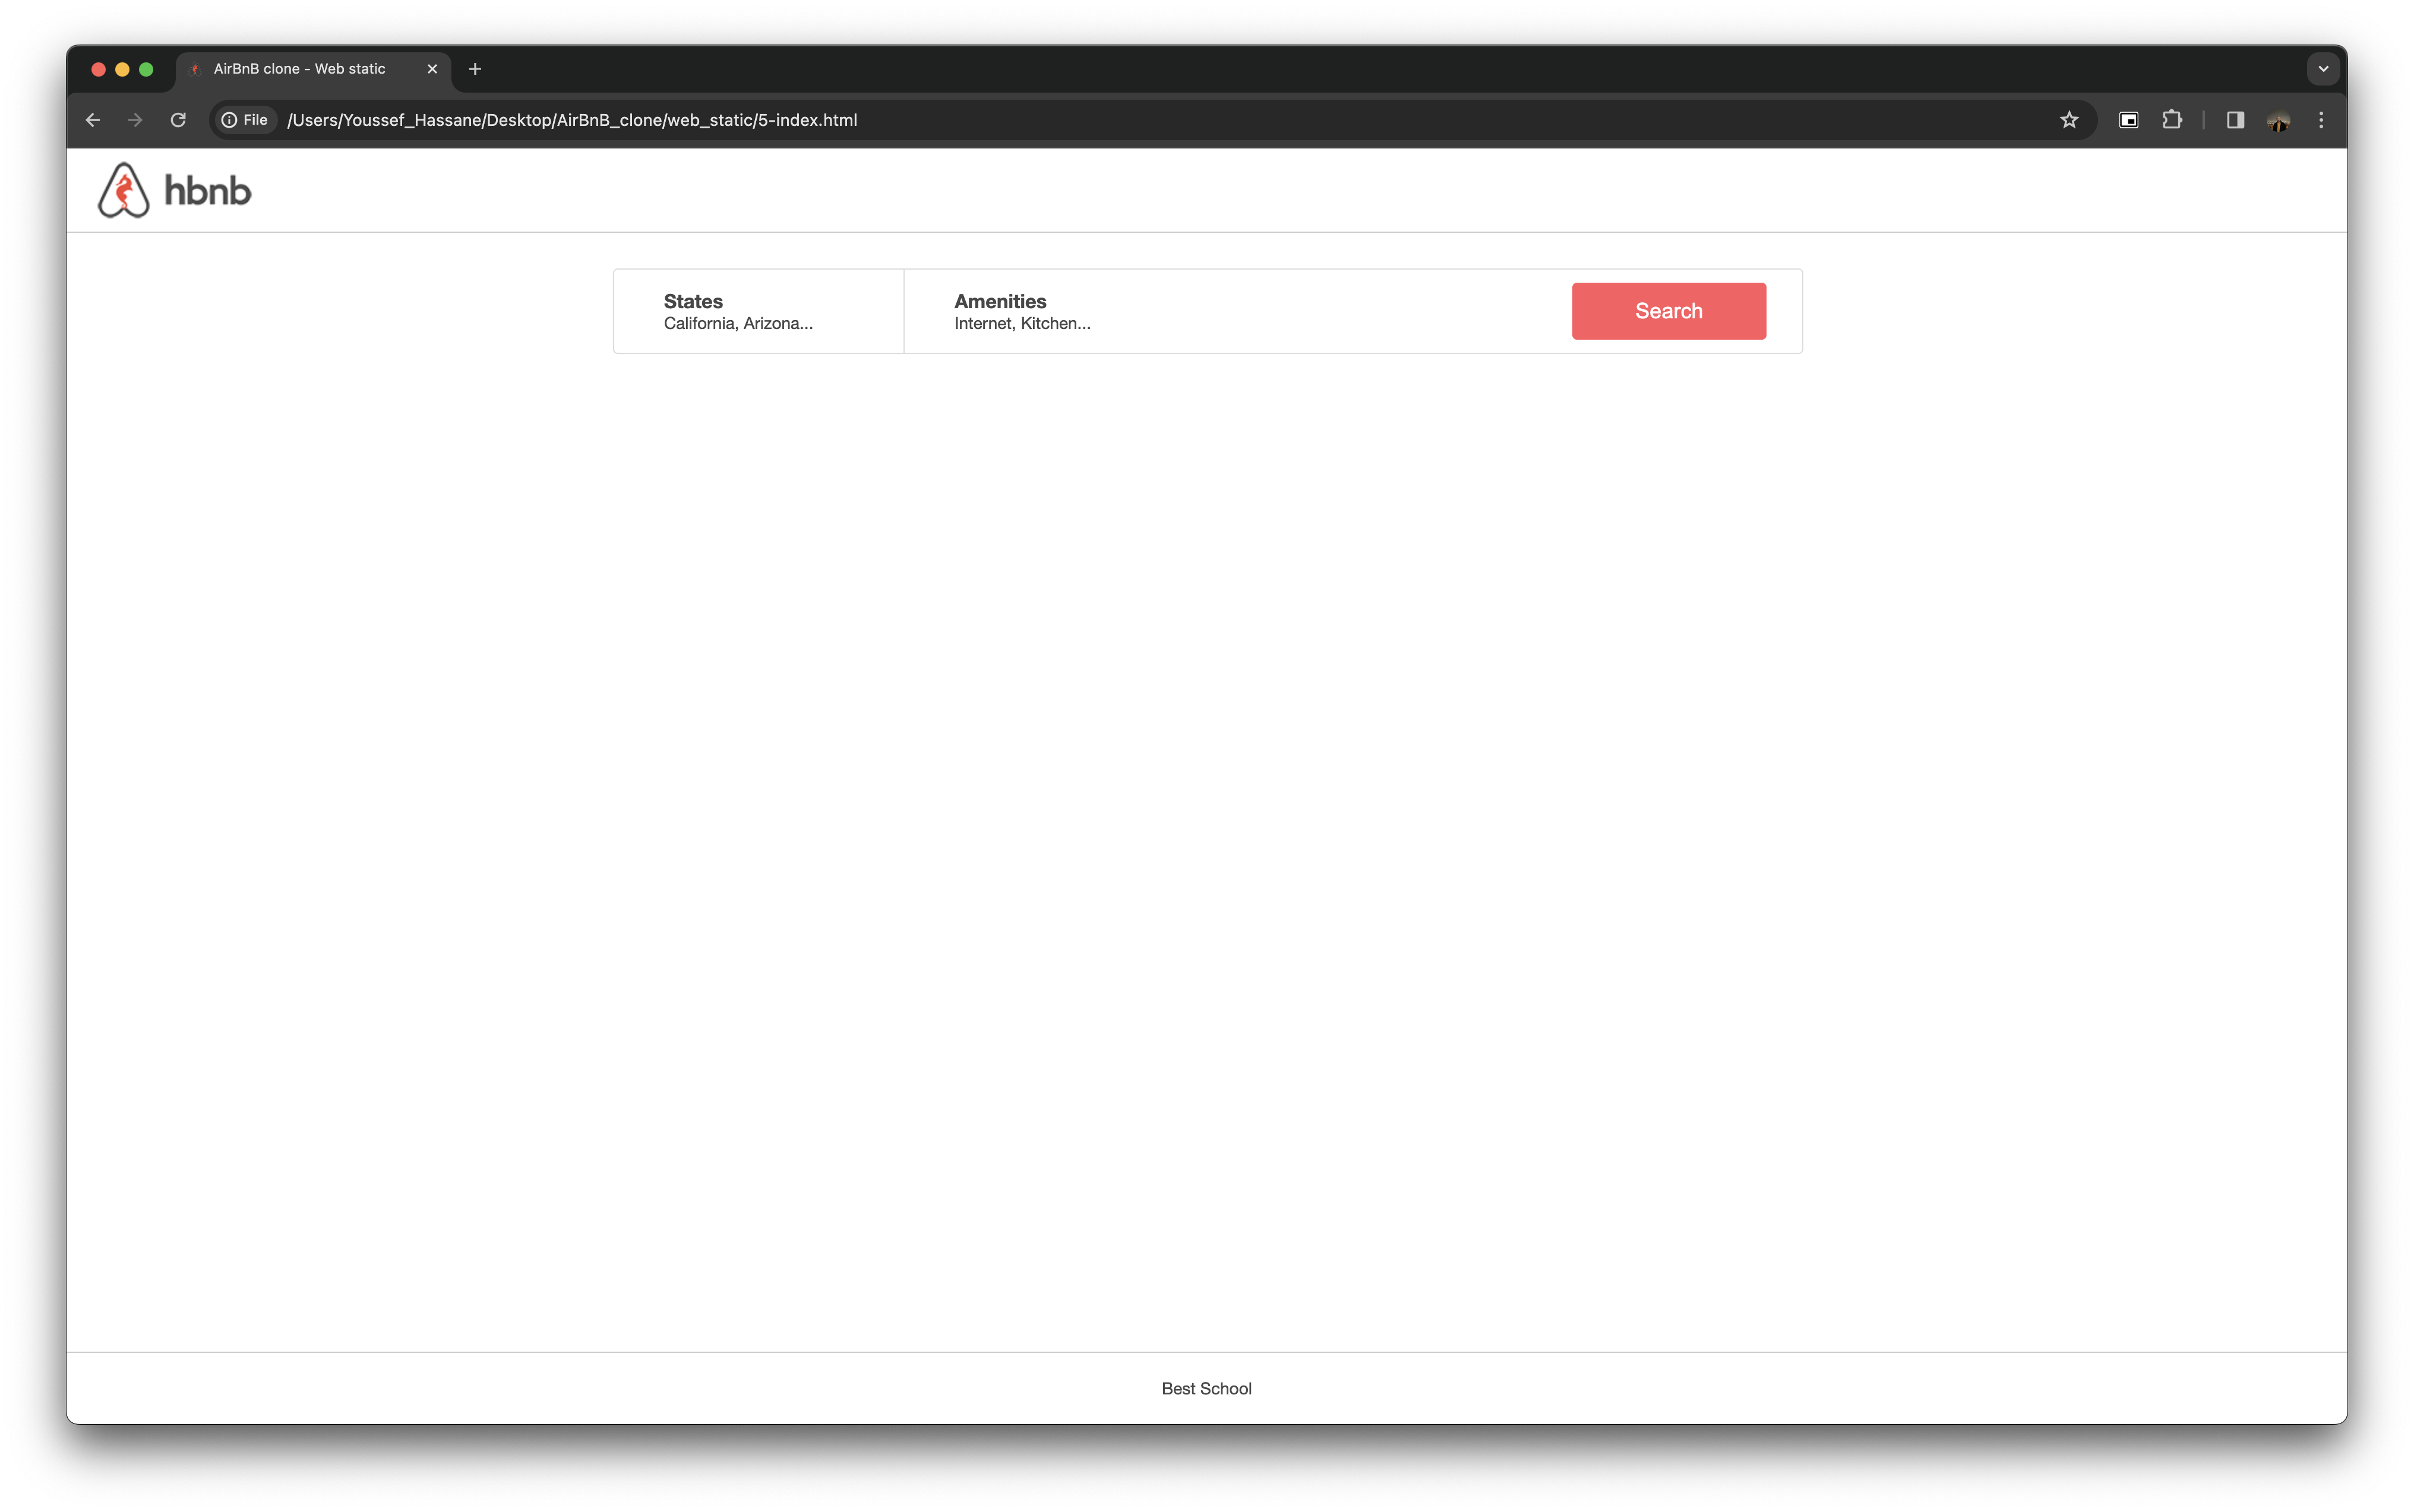 AirBnB clone - Web static
File /Users/Youssef_Hassane/Desktop/AirBnB_clone/web_static/5-index.html
hbnb
States
California, Arizona...
Amenities
Internet, Kitchen...
Search
Best School